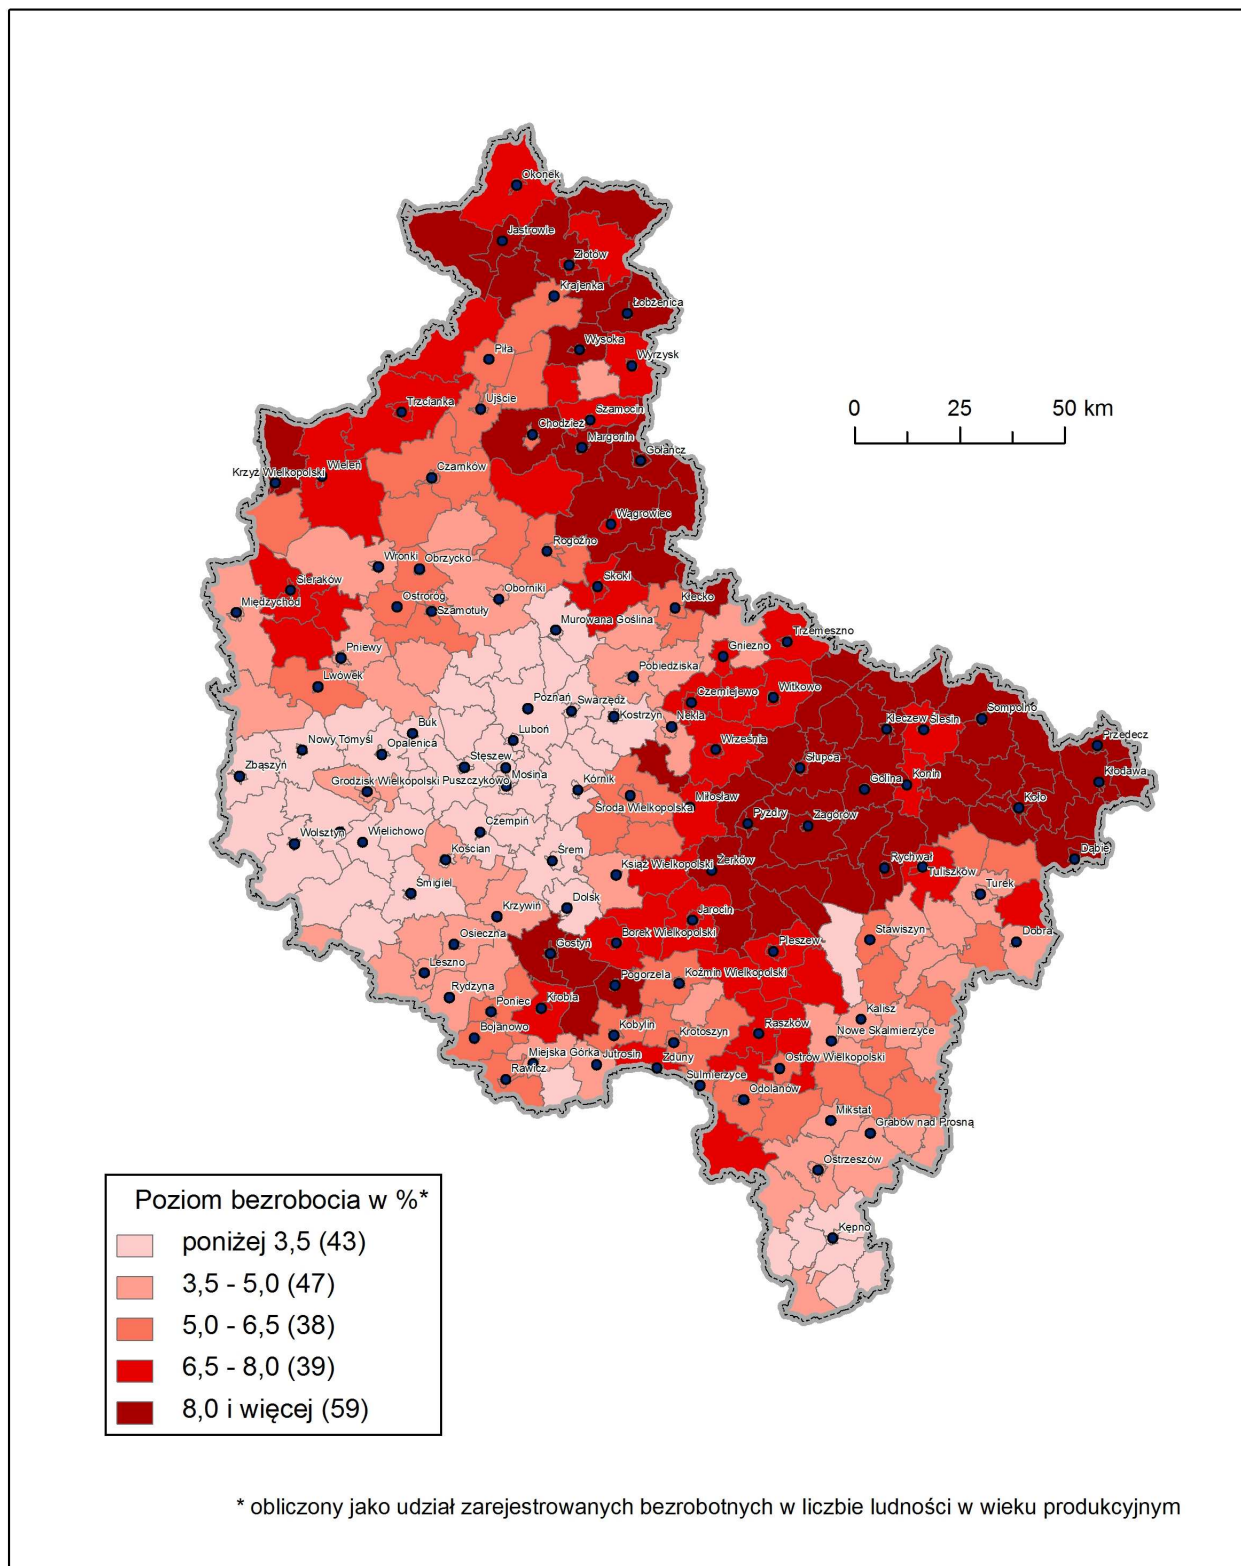 Okonek
Jastrowie
Złotów
Krajenka
Łobżenica
Wysoka
Piła
Wyrzysk
0 25 50 km
Trzcianka
Ujście
Szamocin
Chodzież
Margonin
Gołańcz
Krzyż Wielkopolski
Wieleń
Czarnków
Wągrowiec
Rogoźno
Wronki
Obrzycko
Sieraków
Skoki
Oborniki
Międzychód
Ostroróg
Szamotuły
Kłecko
Murowana Goślina
Trzemeszno
Pniewy
Gniezno
Pobiedziska
Lwówek
Czerniejewo
Witkowo
Poznań
Swarzędz
Kostrzyn
Nekla
Kleczew
Ślesin
Sompolno
Buk
Luboń
Nowy Tomyśl
Opalenica
Września
Przedecz
Zbąszyń
Stęszew
Słupca
Kłodawa
Grodzisk Wielkopolski
Puszczykowo
Mosina
Kórnik
Golina
Konin
Środa Wielkopolska
Miłosław
Koło
Pyzdry
Zagórów
Wolsztyn
Wielichowo
Czempiń
Kościan
Śrem
Książ Wielkopolski
Żerków
Rychwał
Tuliszków
Dąbie
Śmigiel
Turek
Krzywiń
Dolsk
Jarocin
Osieczna
Gostyń
Borek Wielkopolski
Pleszew
Stawiszyn
Dobra
Leszno
Pogorzela
Koźmin Wielkopolski
Rydzyna
Poniec
Krobia
Kalisz
Bojanowo
Kobylin
Krotoszyn
Raszków
Nowe Skalmierzyce
Miejska Górka
Jutrosin
Zduny
Ostrów Wielkopolski
Rawicz
Sulmierzyce
Odolanów
Mikstat
Grabów nad Prosną
Ostrzeszów
Kępno
Poziom bezrobocia w %*
poniżej 3,5 (43)
3,5 - 5,0 (47)
5,0 - 6,5 (38)
6,5 - 8,0 (39)
8,0 i więcej (59)
* obliczony jako udział zarejestrowanych bezrobotnych w liczbie ludności w wieku produkcyjnym